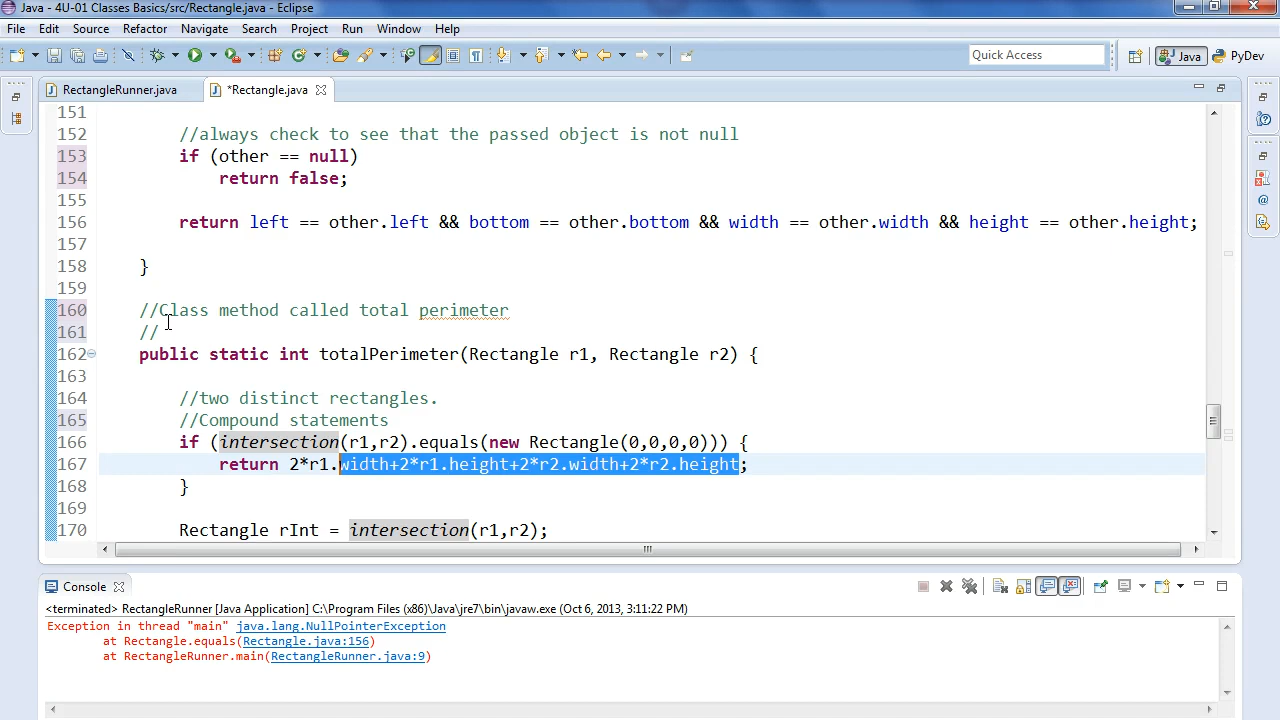 Java - 4U-01 Classes Basics/src/Rectangle.java - Eclipse
File Edit Source Refactor Navigate Search Project Run Window Help
Quick Access Java PyDev
RectangleRunner.java *Rectangle.java
151
152 //always check to see that the passed object is not null
153 if (other == null)
154 return false;
155
156 return left == other.left && bottom == other.bottom && width == other.width && height == other.height;
157
158 }
159
160 //Class method called total perimeter
161 //
162 public static int totalPerimeter(Rectangle r1, Rectangle r2) {
163
164 //two distinct rectangles.
165 //Compound statements
166 if (intersection(r1,r2).equals(new Rectangle(0,0,0,0))) {
167 return 2*r1.width+2*r1.height+2*r2.width+2*r2.height;
168 }
169
170 Rectangle rInt = intersection(r1,r2);
Console
<terminated> RectangleRunner [Java Application] C:\Program Files (x86)\Java\jre7\bin\javaw.exe (Oct 6, 2013, 3:11:22 PM)
Exception in thread "main" java.lang.NullPointerException
at Rectangle.equals(Rectangle.java:156)
at RectangleRunner.main(RectangleRunner.java:9)